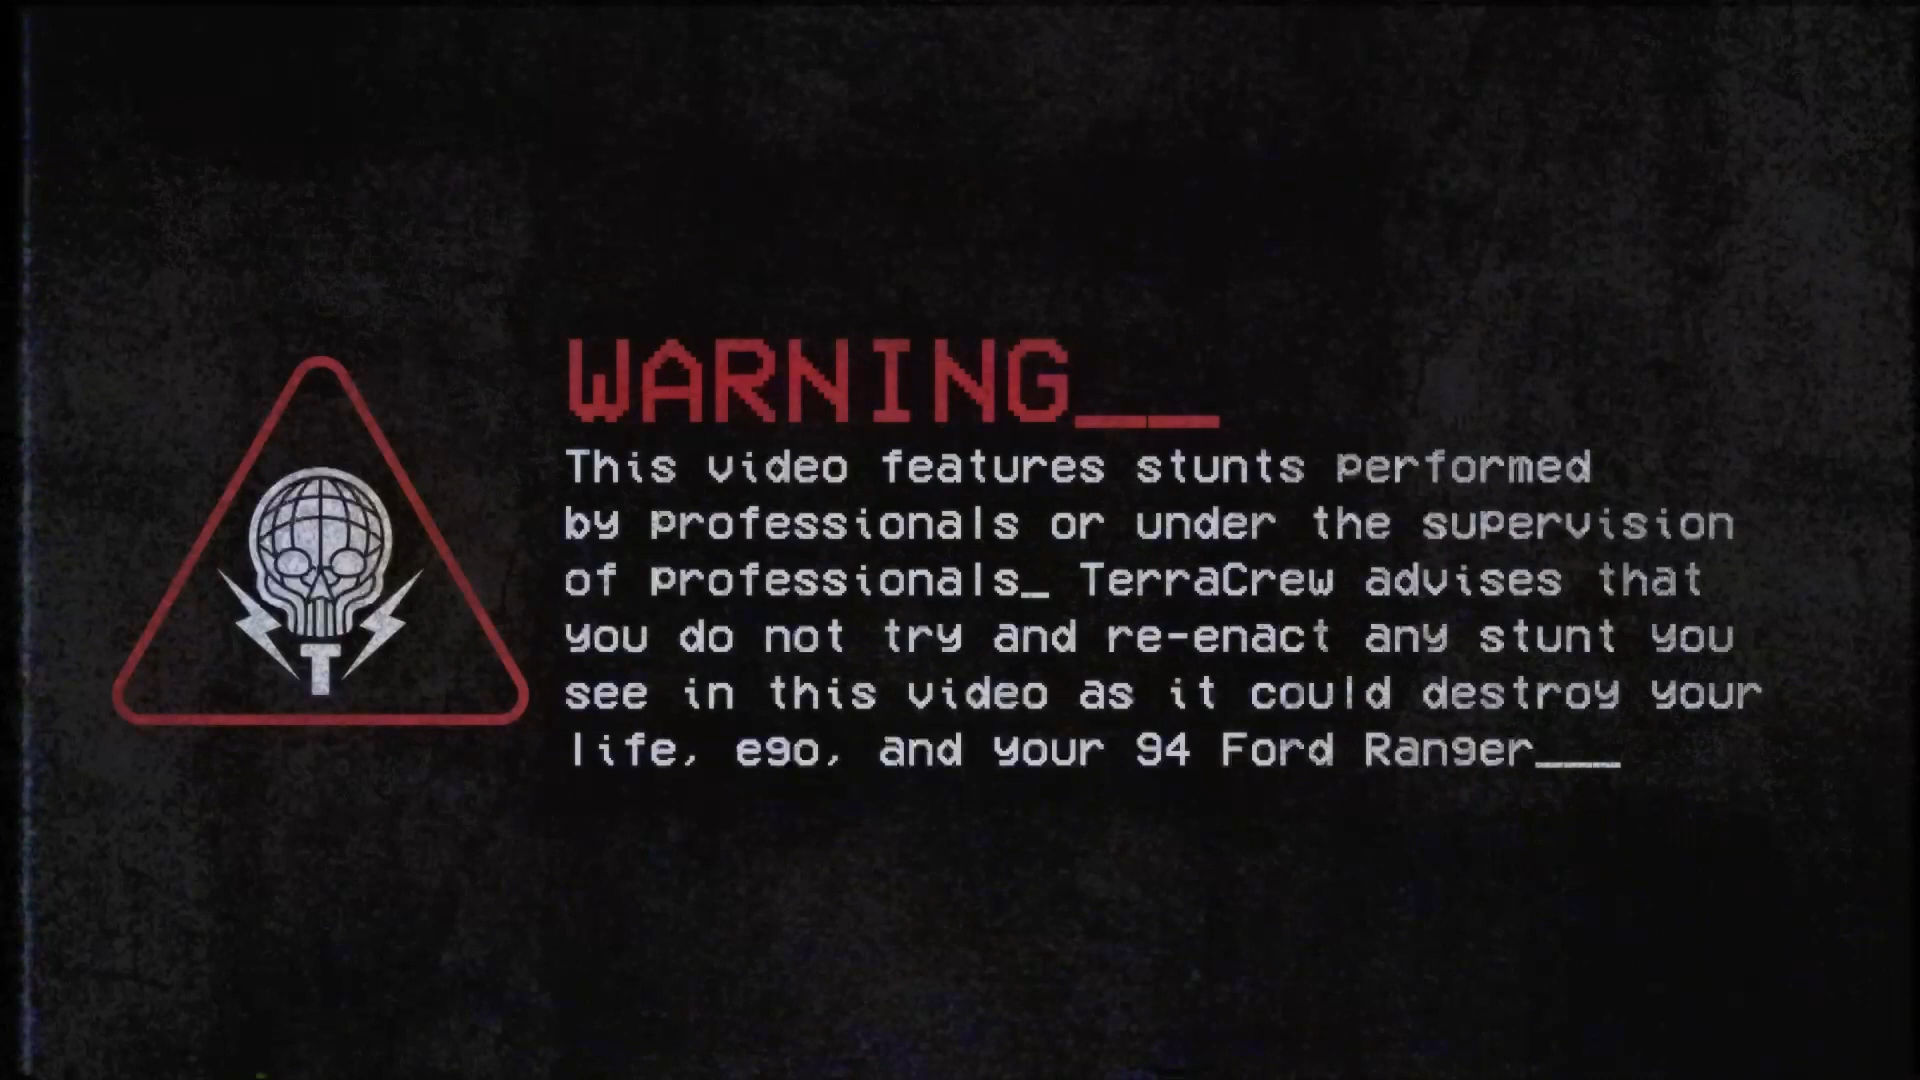 WARNING__
This video features stunts performed
by professionals or under the supervision
of professionals_ TerraCrew advises that
you do not try and re-enact any stunt you
see in this video as it could destroy your
life, ego, and your 94 Ford Ranger___
T